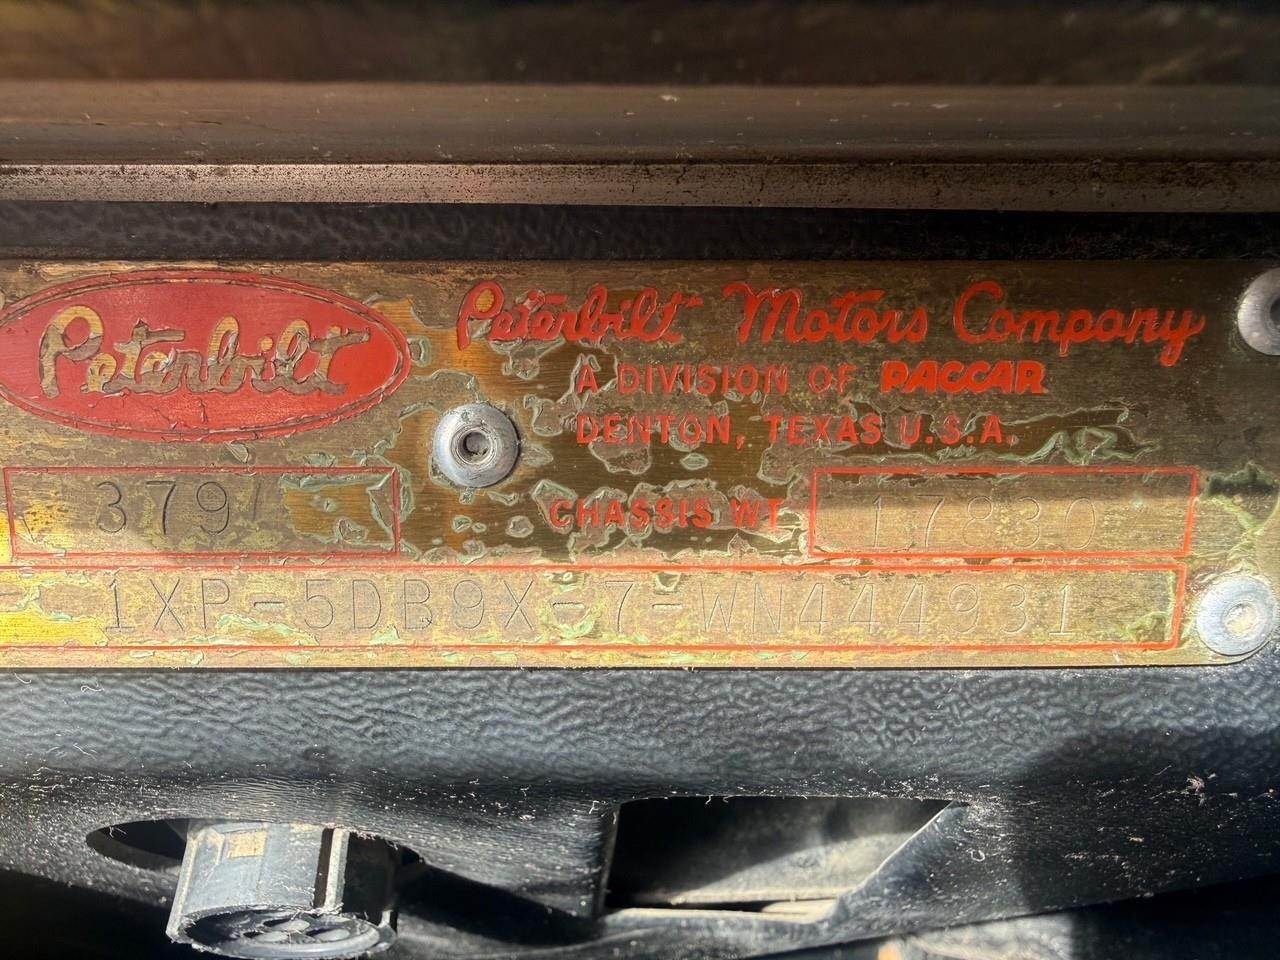 Peterbilt
Peterbilt Motors Company
A DIVISION OF PACCAR
DENTON, TEXAS U.S.A.
379
CHASSIS WT 17830
1XP-5DB9X-7-WN444931